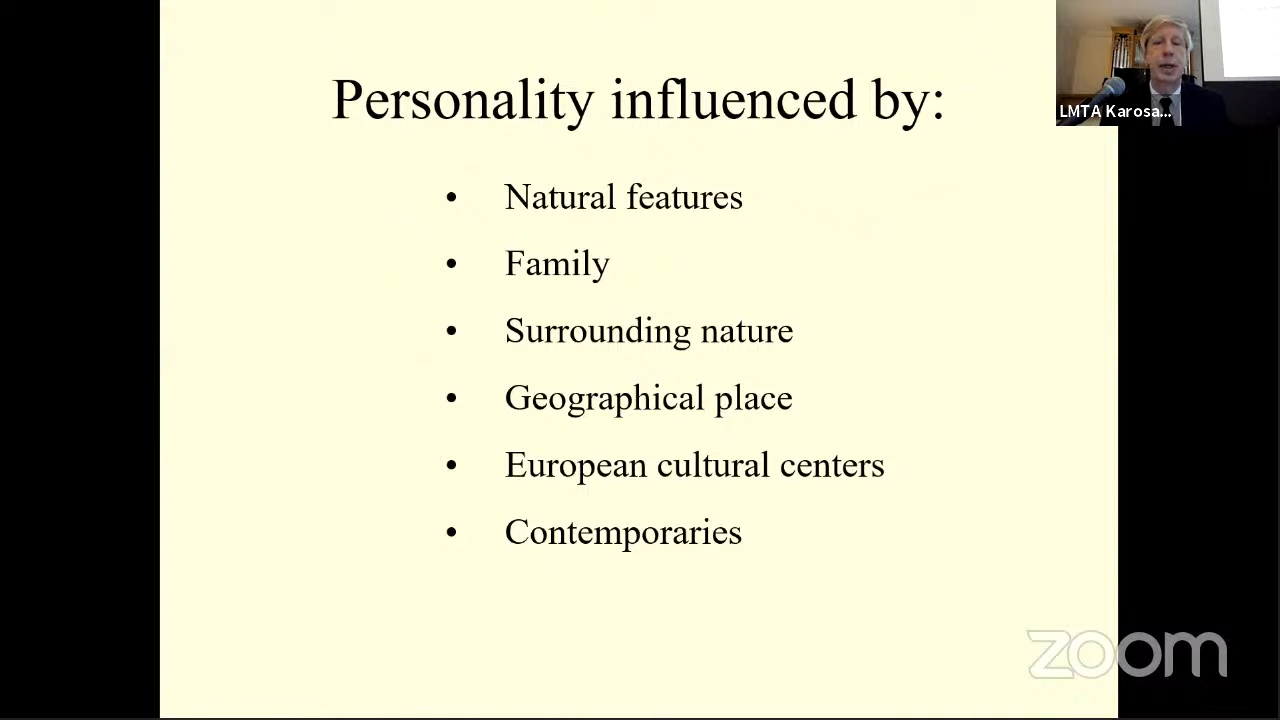 Personality influenced by:
LMTA Karosa...
• Natural features
• Family
• Surrounding nature
• Geographical place
• European cultural centers
• Contemporaries
zoom